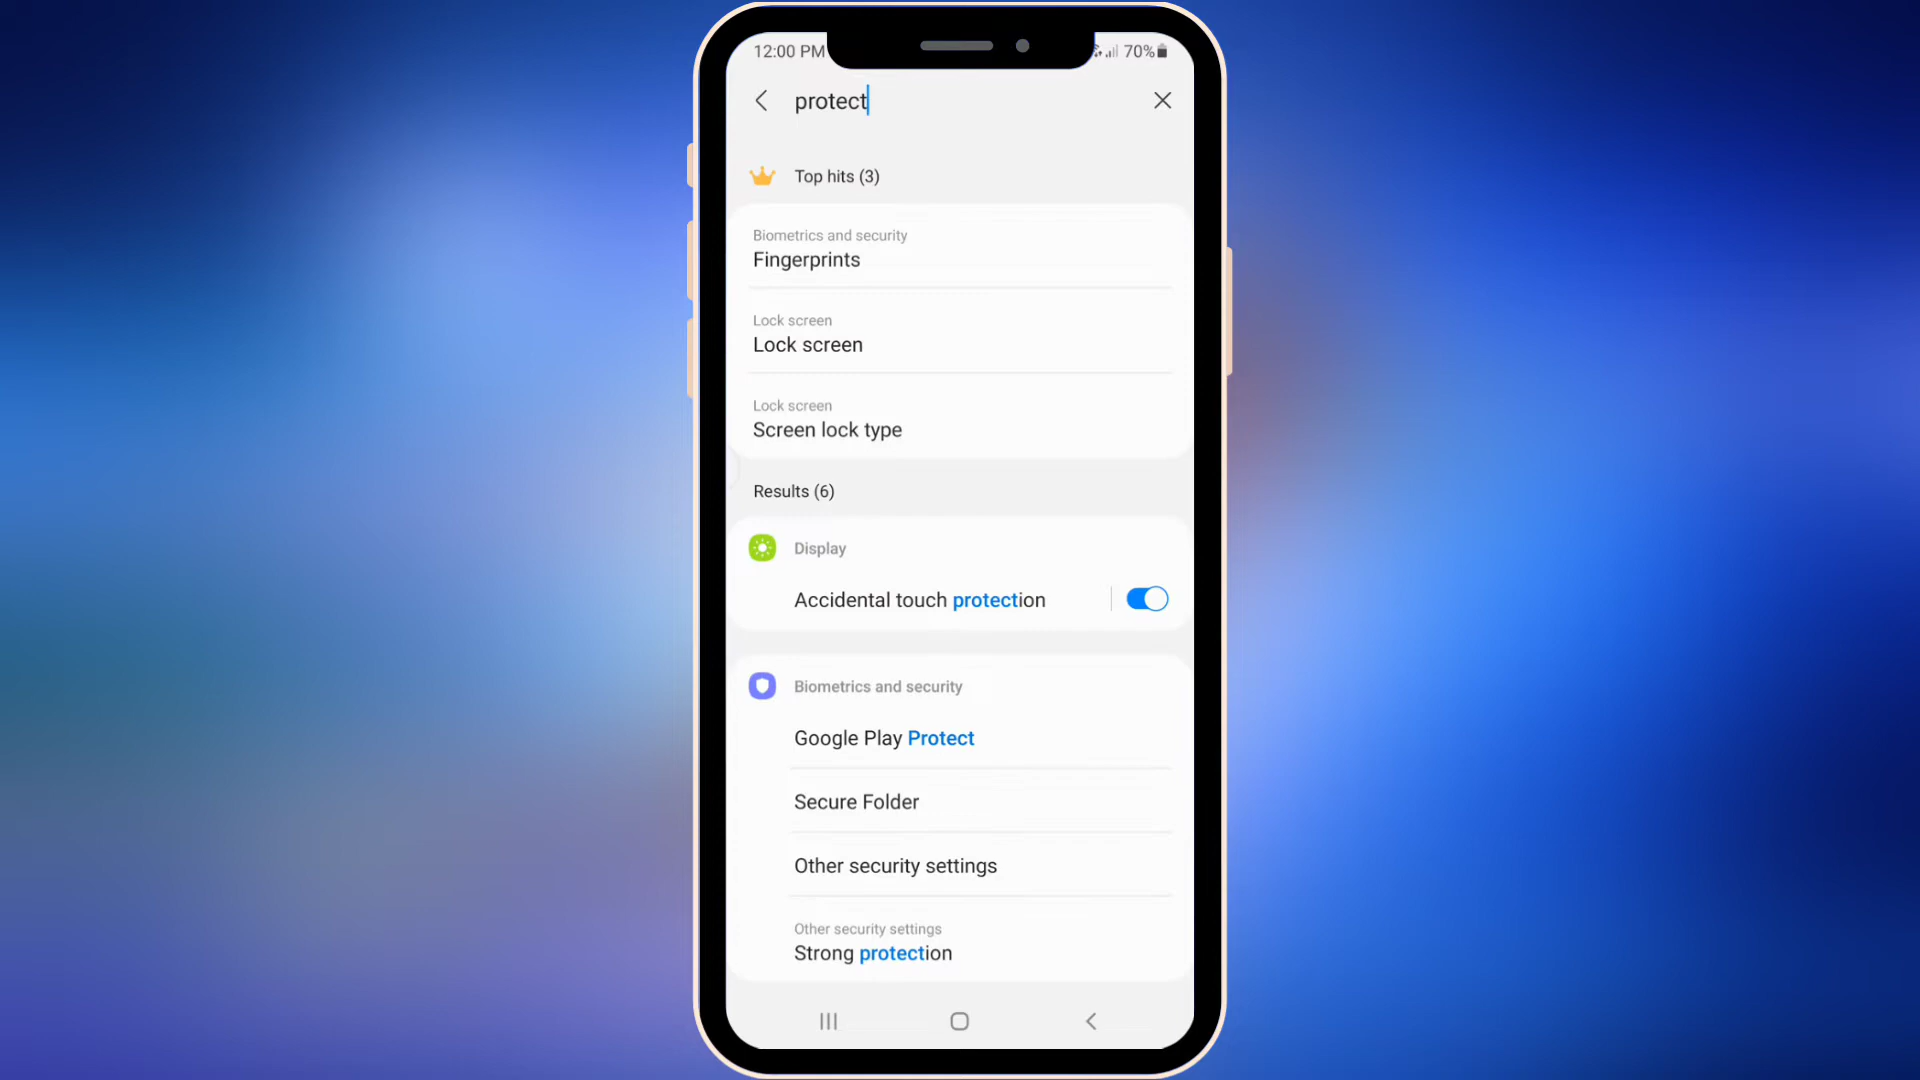 12:00 PM
70%
protect
Top hits (3)
Biometrics and security
Fingerprints
Lock screen
Lock screen
Lock screen
Screen lock type
Results (6)
Display
Accidental touch protection
Biometrics and security
Google Play Protect
Secure Folder
Other security settings
Other security settings
Strong protection